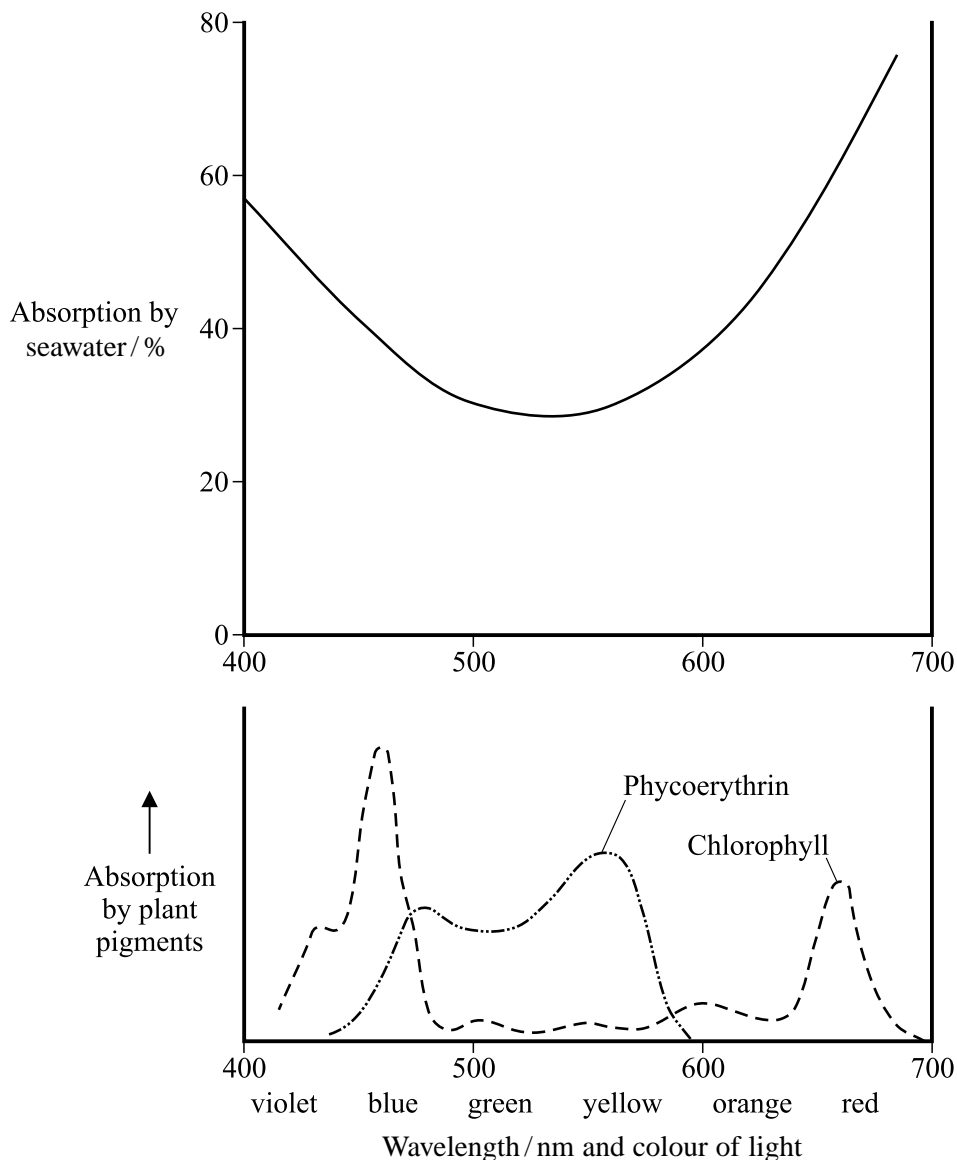 80
60
Absorption by
seawater / %
40
20
0
400 500 600 700
Phycoerythrin
Chlorophyll
Absorption
by plant
pigments
400 500 600 700
violet blue green yellow orange red
Wavelength / nm and colour of light